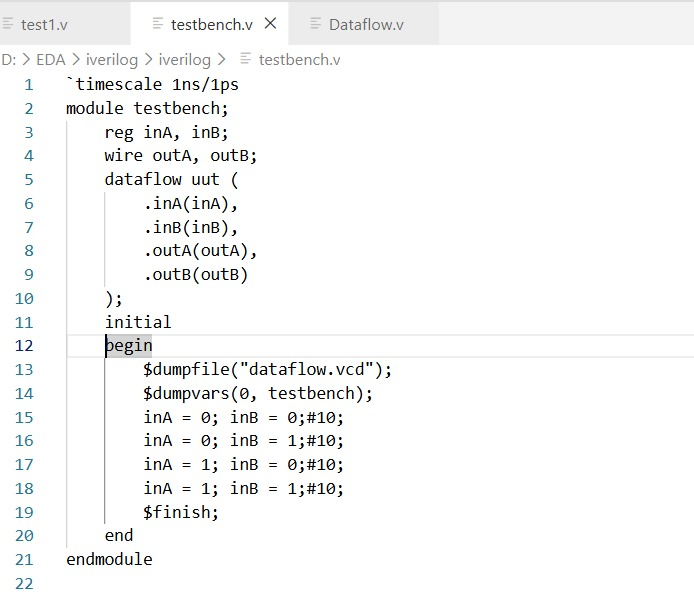 test1.v testbench.v Dataflow.v
D: > EDA > iverilog > iverilog > testbench.v
1 `timescale 1ns/1ps
2 module testbench;
3 reg inA, inB;
4 wire outA, outB;
5 dataflow uut (
6 .inA(inA),
7 .inB(inB),
8 .outA(outA),
9 .outB(outB)
10 );
11 initial
12 begin
13 $dumpfile("dataflow.vcd");
14 $dumpvars(0, testbench);
15 inA = 0; inB = 0;#10;
16 inA = 0; inB = 1;#10;
17 inA = 1; inB = 0;#10;
18 inA = 1; inB = 1;#10;
19 $finish;
20 end
21 endmodule
22